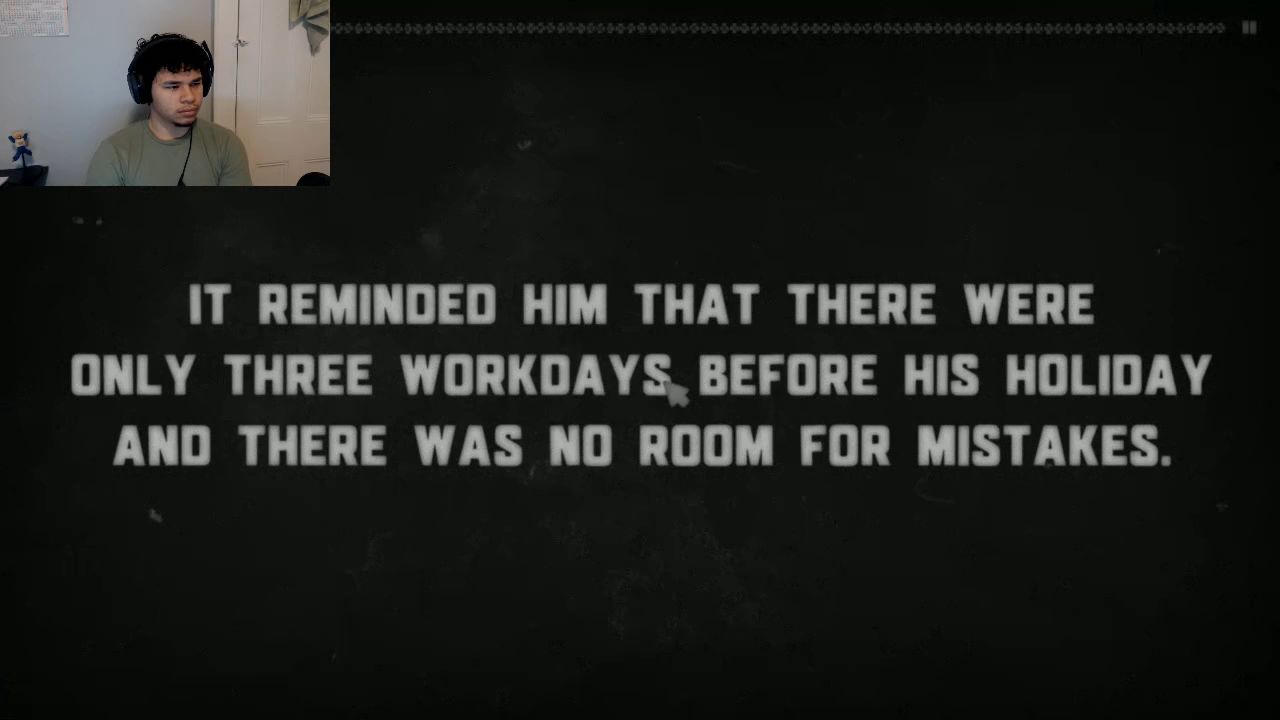 IT REMINDED HIM THAT THERE WERE
ONLY THREE WORKDAYS BEFORE HIS HOLIDAY
AND THERE WAS NO ROOM FOR MISTAKES.